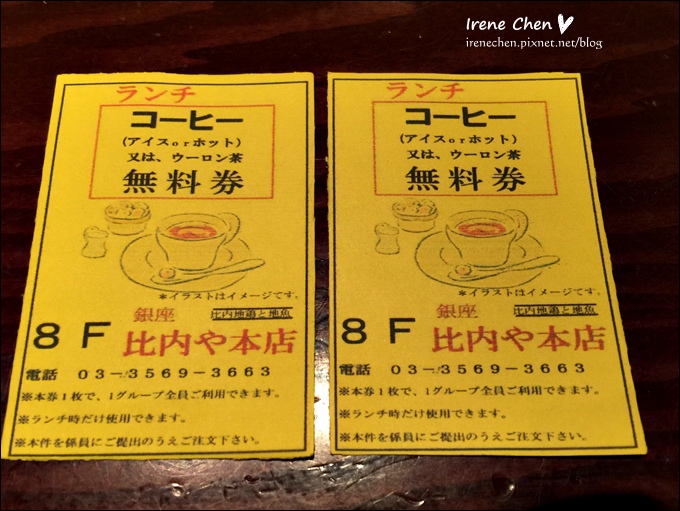 Irene Chen
irenechen.pixnet.net/blog
ランチ
コーヒー
(アイスorホット)
又は、ウーロン茶
無料券
*イラストはイメージです。
銀座
比内地鶏と地魚
8F
比内や本店
電話 03-3569-3663
※本券1枚で、1グループ全員ご利用できます。
※ランチ時だけ使用できます。
※本件を係員にご提出のうえご注文下さい。
ランチ
コーヒー
(アイスorホット)
又は、ウーロン茶
無料券
*イラストはイメージです。
銀座
比内地鶏と地魚
8F
比内や本店
電話 03-3569-3663
※本券1枚で、1グループ全員ご利用できます。
※ランチ時だけ使用できます。
※本件を係員にご提出のうえご注文下さい。